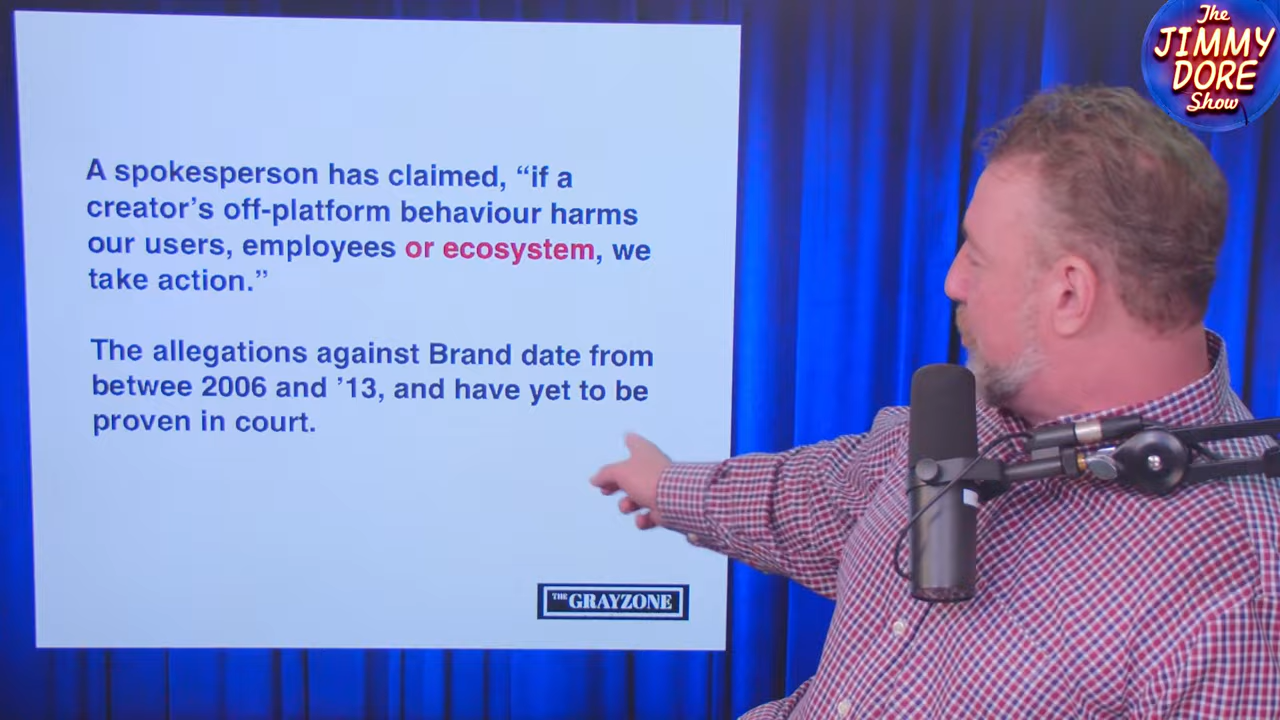 The
JIMMY
DORE
Show
A spokesperson has claimed, “if a
creator’s off-platform behaviour harms
our users, employees or ecosystem, we
take action.”
The allegations against Brand date from
betwee 2006 and ’13, and have yet to be
proven in court.
THE GRAYZONE